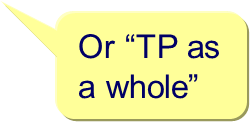 Or “TP as
a whole”